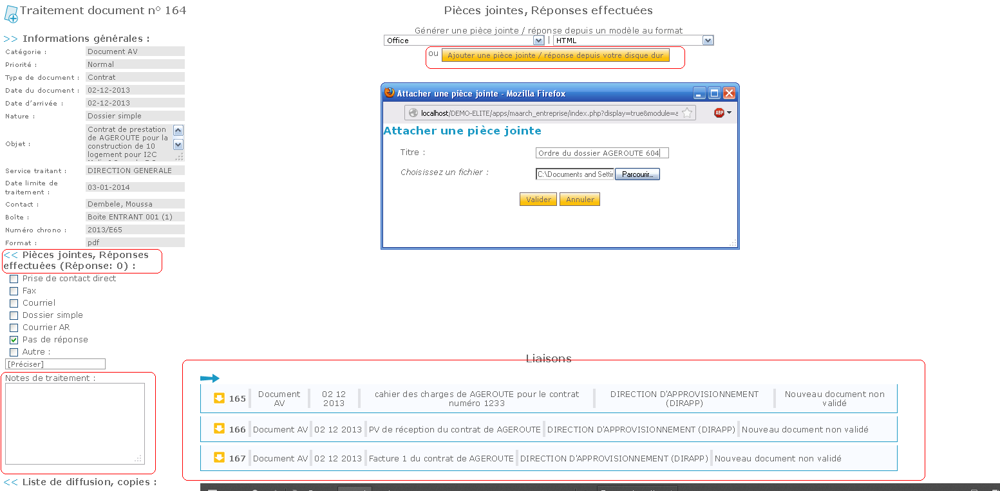 Traitement document n° 164
>> Informations générales :
Catégorie : Document AV
Priorité : Normal
Type de document : Contrat
Date du document : 02-12-2013
Date d'arrivée : 02-12-2013
Nature : Dossier simple
Objet :
Contrat de prestation
de AGEROUTE pour la
construction de 10
logement pour I2C
Service traitant : DIRECTION GENERALE
Date limite de
traitement :
03-01-2014
Contact : Dembele, Moussa
Boîte : Boite ENTRANT 001 (1)
Numéro chrono : 2013/E65
Format : pdf
<< Pièces jointes, Réponses
effectuées (Réponse: 0) :
Prise de contact direct
Fax
Courriel
Dossier simple
Courrier AR
Pas de réponse
Autre :
[Préciser]
Notes de traitement :
<< Liste de diffusion, copies :
Pièces jointes, Réponses effectuées
Générer une pièce jointe / réponse depuis un modèle au format
Office | HTML
ou Ajouter une pièce jointe / réponse depuis votre disque dur
Attacher une pièce jointe - Mozilla Firefox
localhost/DEMO-ELITE/apps/maarch_entreprise/index.php?display=true&module=a
ABP
Attacher une pièce jointe
Titre : Ordre du dossier AGEROUTE 604
Choisissez un fichier : C:\Documents and Settin Parcourir...
Valider Annuler
Liaisons
165 Document AV 02 12 2013 cahier des charges de AGEROUTE pour le contrat numéro 1233 DIRECTION D'APPROVISIONNEMENT (DIRAPP) Nouveau document non validé
166 Document AV 02 12 2013 PV de réception du contrat de AGEROUTE DIRECTION D'APPROVISIONNEMENT (DIRAPP) Nouveau document non validé
167 Document AV 02 12 2013 Facture 1 du contrat de AGEROUTE DIRECTION D'APPROVISIONNEMENT (DIRAPP) Nouveau document non validé